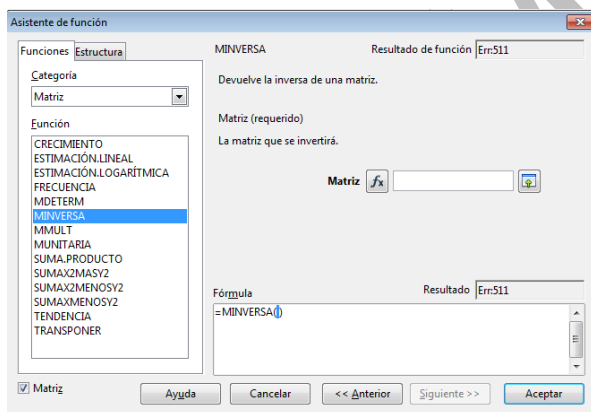 Asistente de función
Funciones Estructura
MINVERSA
Resultado de función Err:511
Categoría
Matriz
Devuelve la inversa de una matriz.
Función
Matriz (requerido)
La matriz que se invertirá.
CRECIMIENTO
ESTIMACIÓN.LINEAL
ESTIMACIÓN.LOGARÍTMICA
FRECUENCIA
MDETERM
MINVERSA
MMULT
MUNITARIA
SUMA.PRODUCTO
SUMAX2MASY2
SUMAX2MENOSY2
SUMAXMENOSY2
TENDENCIA
TRANSPONER
Matriz fx
Fórmula
Resultado Err:511
=MINVERSA()
Matriz
Ayuda
Cancelar
<< Anterior
Siguiente >>
Aceptar